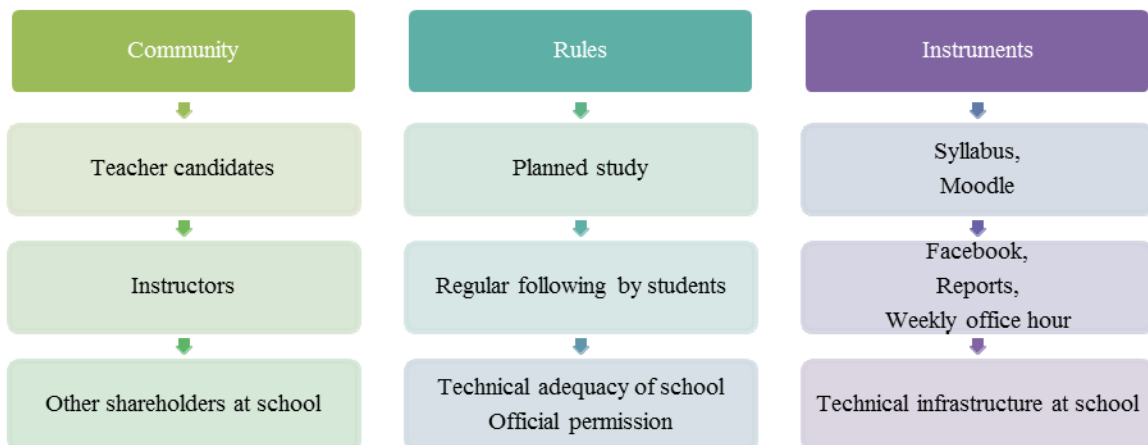 Community
Teacher candidates
Instructors
Other shareholders at school
Rules
Planned study
Regular following by students
Technical adequacy of school
Official permission
Instruments
Syllabus,
Moodle
Facebook,
Reports,
Weekly office hour
Technical infrastructure at school